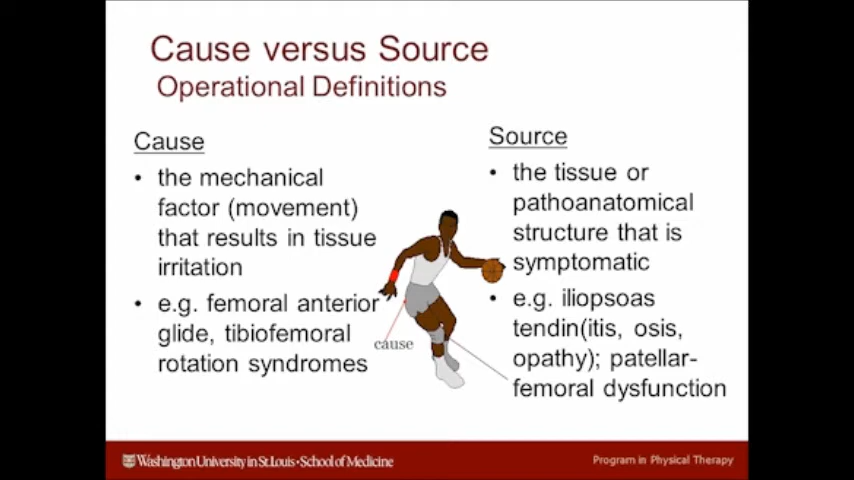 Cause versus Source
Operational Definitions
Cause
• the mechanical
factor (movement)
that results in tissue
irritation
• e.g. femoral anterior
glide, tibiofemoral
rotation syndromes
cause
Source
• the tissue or
pathoanatomical
structure that is
symptomatic
• e.g. iliopsoas
tendin(itis, osis,
opathy); patellar-
femoral dysfunction
Washington University in St. Louis • School of Medicine
Program in Physical Therapy